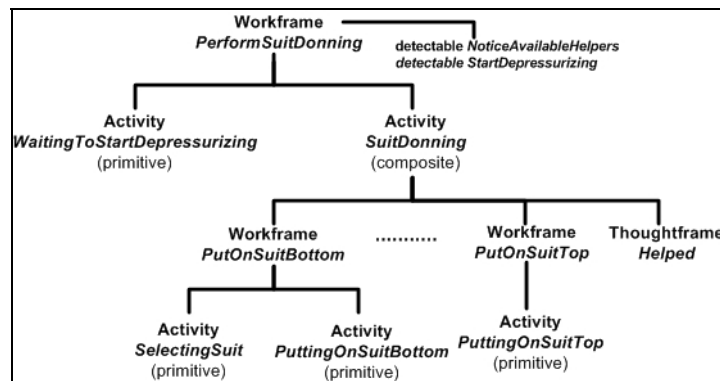 Workframe
PerformSuitDonning
detectable NoticeAvailableHelpers
detectable StartDepressurizing
Activity
WaitingToStartDepressurizing
(primitive)
Activity
SuitDonning
(composite)
Workframe
PutOnSuitBottom
...........
Workframe
PutOnSuitTop
Thoughtframe
Helped
Activity
SelectingSuit
(primitive)
Activity
PuttingOnSuitBottom
(primitive)
Activity
PuttingOnSuitTop
(primitive)